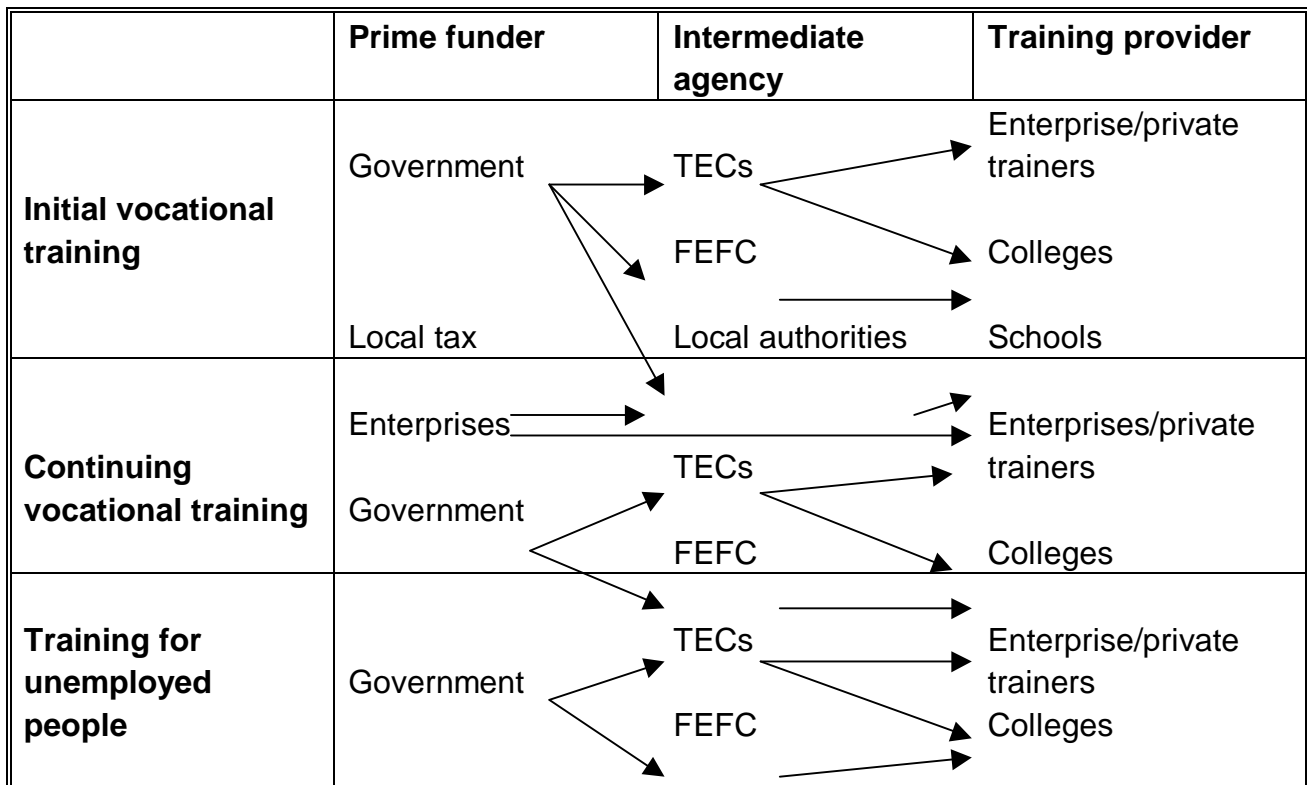 Prime funder
Intermediate
agency
Training provider
Initial vocational
training
Government
TECs
Enterprise/private
trainers
FEFC
Colleges
Local tax
Local authorities
Schools
Continuing
vocational training
Enterprises
Enterprises/private
trainers
TECs
Government
FEFC
Colleges
Training for
unemployed
people
TECs
Enterprise/private
trainers
Government
FEFC
Colleges